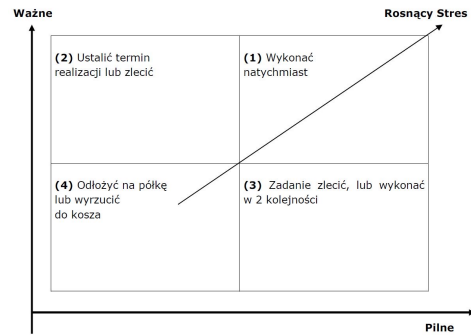 Ważne
Rosnący Stres
(2) Ustalić termin
realizacji lub zlecić
(1) Wykonać
natychmiast
(4) Odłożyć na półkę
lub wyrzucić
do kosza
(3) Zadanie zlecić, lub wykonać
w 2 kolejności
Pilne